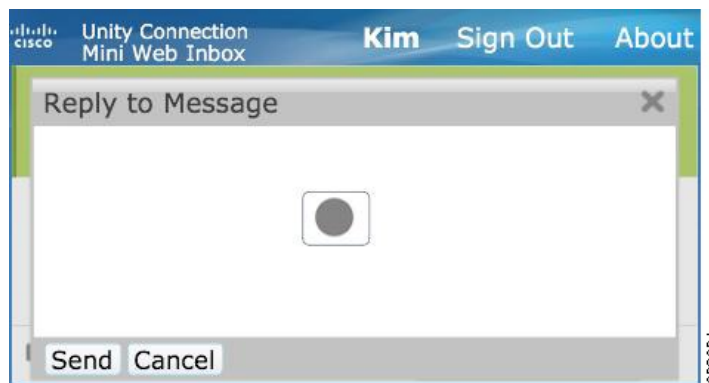 cisco
Unity Connection
Mini Web Inbox
Kim Sign Out About
Reply to Message
Send Cancel